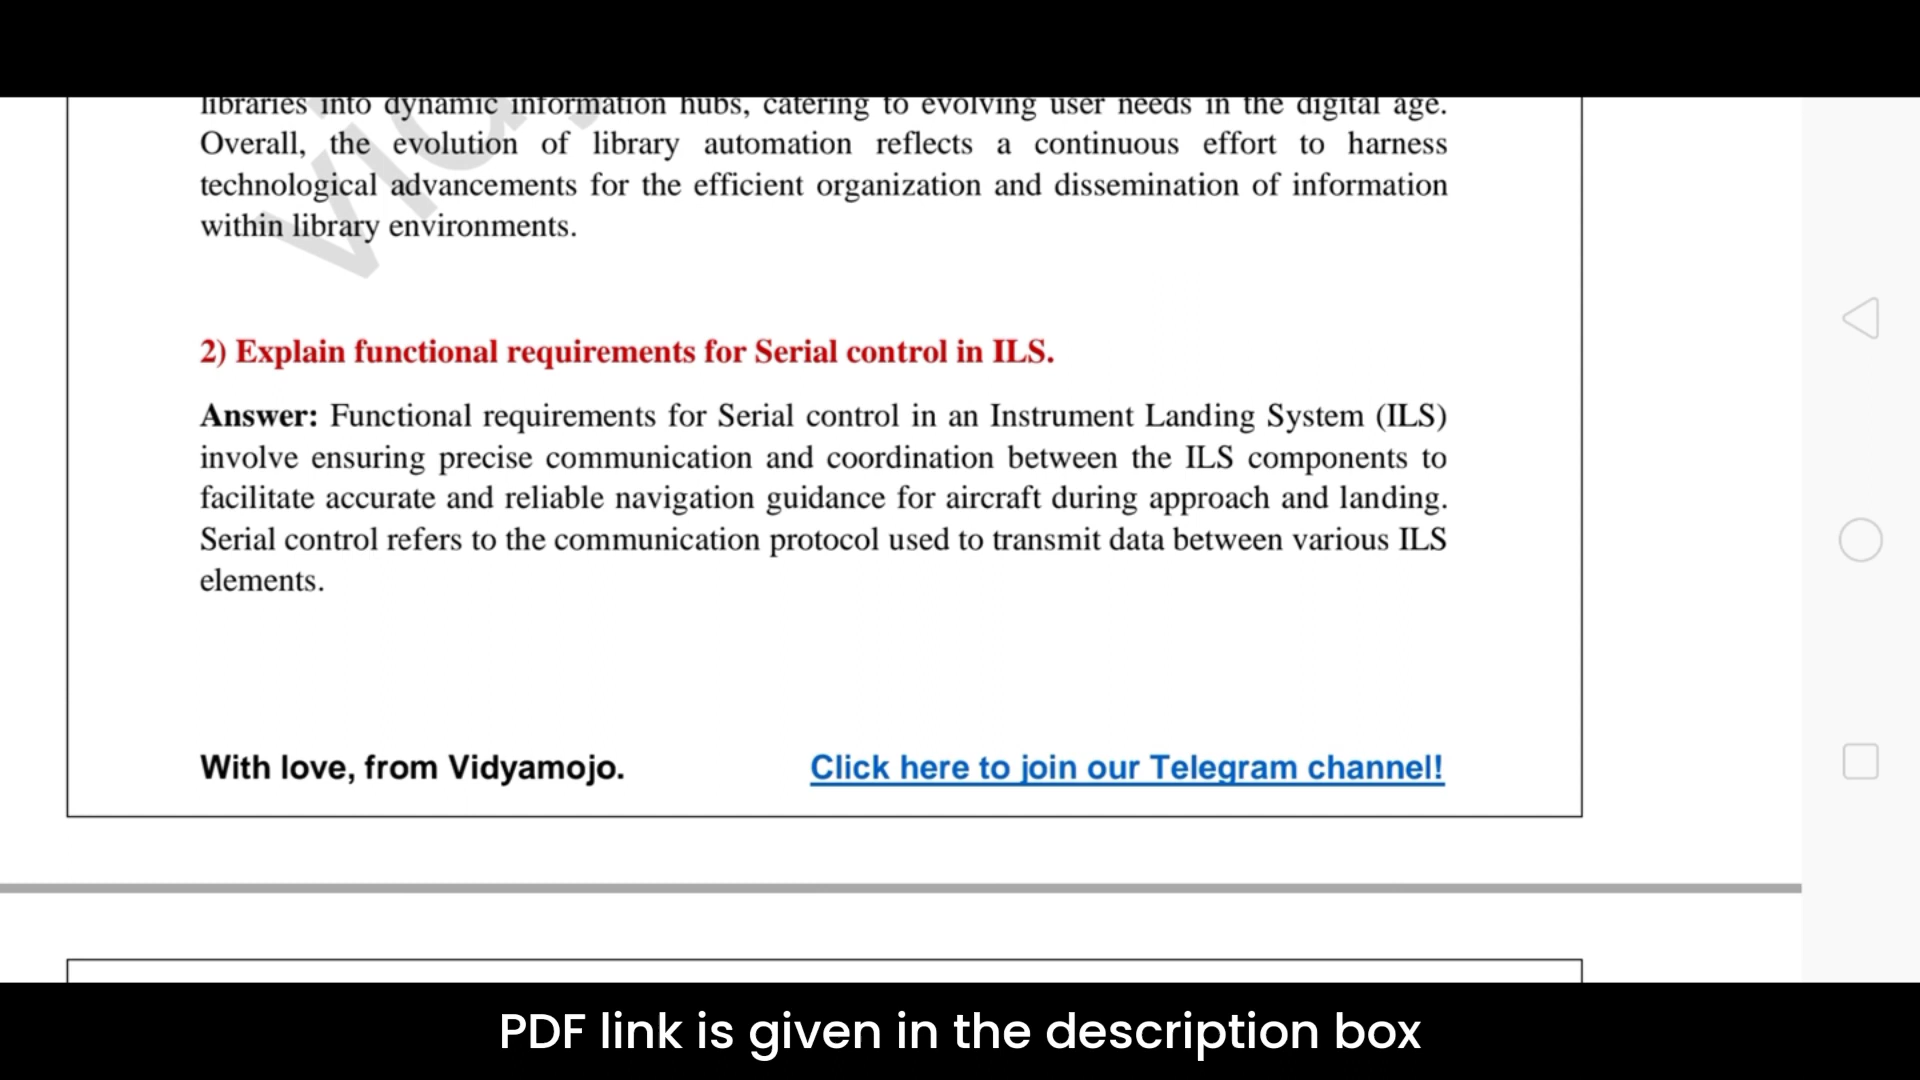 libraries into dynamic information hubs, catering to evolving user needs in the digital age.
Overall, the evolution of library automation reflects a continuous effort to harness
technological advancements for the efficient organization and dissemination of information
within library environments.
2) Explain functional requirements for Serial control in ILS.
Answer: Functional requirements for Serial control in an Instrument Landing System (ILS)
involve ensuring precise communication and coordination between the ILS components to
facilitate accurate and reliable navigation guidance for aircraft during approach and landing.
Serial control refers to the communication protocol used to transmit data between various ILS
elements.
With love, from Vidyamojo.
Click here to join our Telegram channel!
PDF link is given in the description box